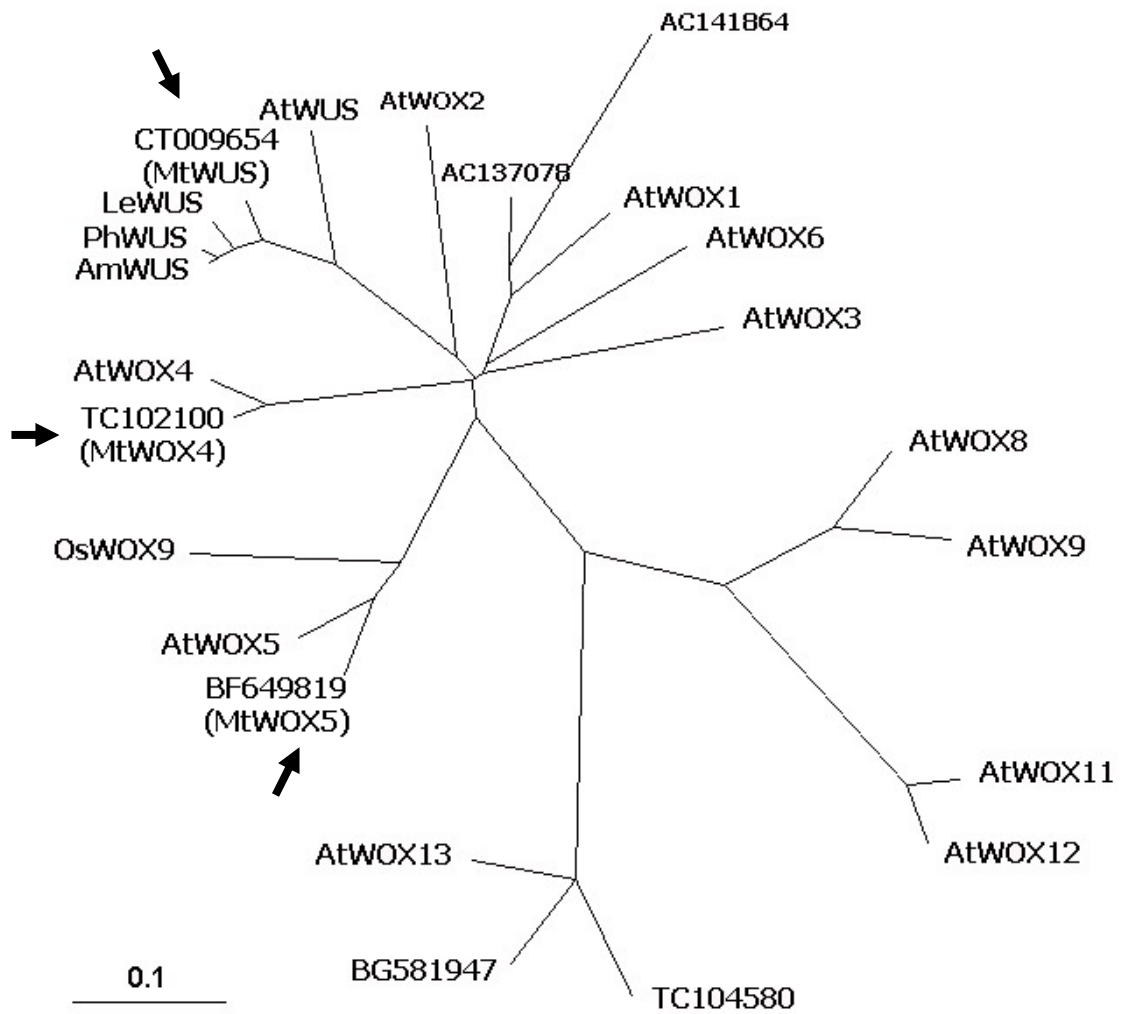 AC141864
AtWUS
AtWOX2
CT009654
(MtWUS)
AC137078
AtWOX1
LeWUS
PhWUS
AmWUS
AtWOX6
AtWOX3
AtWOX4
TC102100
(MtWOX4)
AtWOX8
AtWOX9
OsWOX9
AtWOX5
BF649819
(MtWOX5)
AtWOX11
AtWOX12
AtWOX13
BG581947
TC104580
0.1